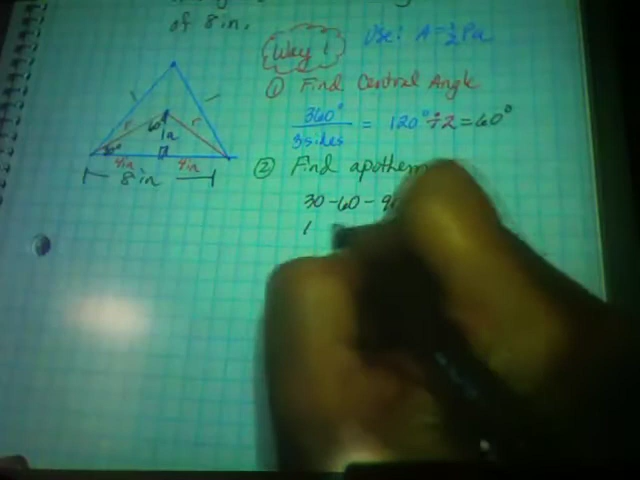 of 8 in.
Way 1
Use: A = ½Pa
① Find Central Angle
360° / 3 sides = 120° ÷ 2 = 60°
② Find apothem
30 - 60 - 90
1
r
60°
r
a
30°
4in
4in
8 in